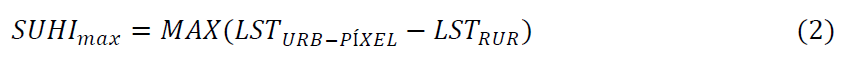 SUHI_max = MAX(LST_URB−PÍXEL − LST_RUR) (2)